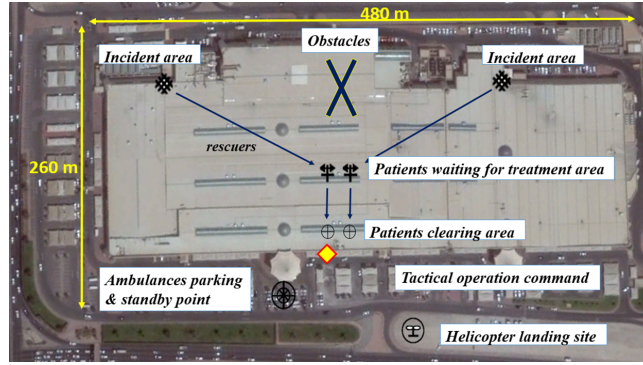 480 m
Obstacles
Incident area
Incident area
260 m
rescuers
Patients waiting for treatment area
Patients clearing area
Ambulances parking
& standby point
Tactical operation command
Helicopter landing site